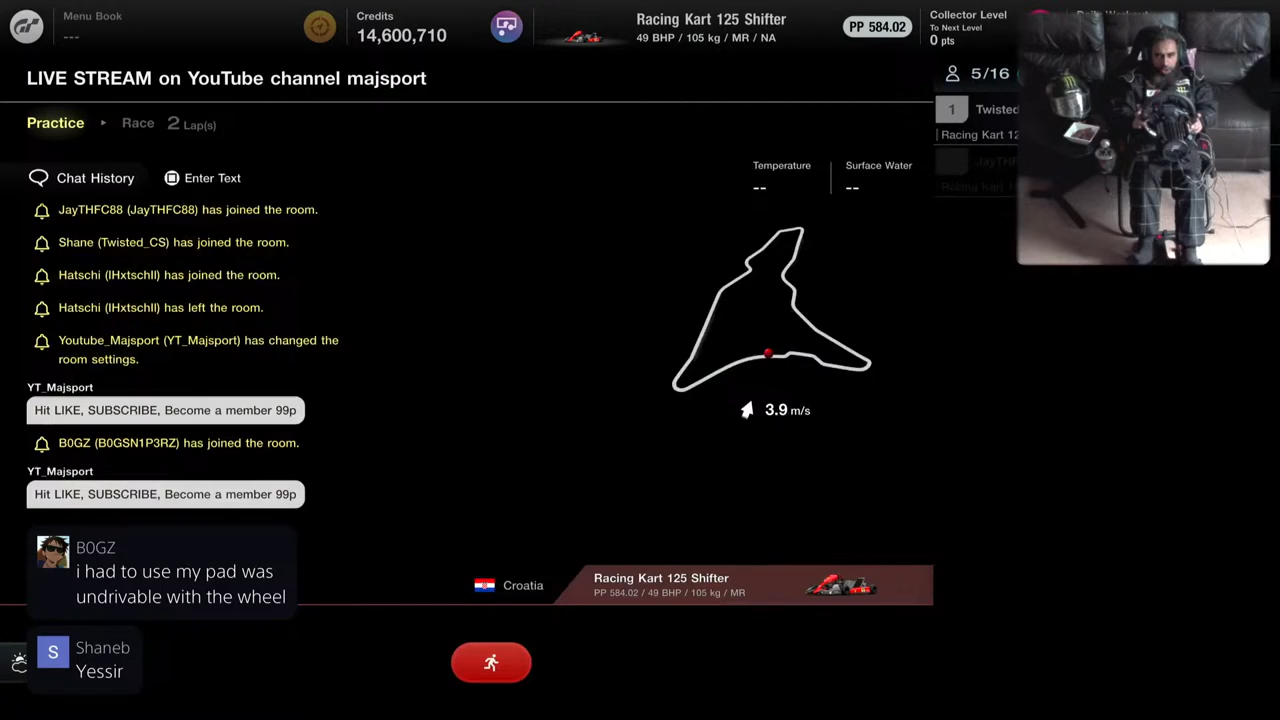 Menu Book
---
Credits
14,600,710
Racing Kart 125 Shifter
49 BHP / 105 kg / MR / NA
PP 584.02
Collector Level
To Next Level
0 pts
LIVE STREAM on YouTube channel majsport
5/16
Practice
Race 2 Lap(s)
1 Twisted
Racing Kart 12
JayTHF
Chat History
Enter Text
Temperature
--
Surface Water
--
JayTHFC88 (JayTHFC88) has joined the room.
Shane (Twisted_CS) has joined the room.
Hatschi (IHxtschII) has joined the room.
Hatschi (IHxtschII) has left the room.
Youtube_Majsport (YT_Majsport) has changed the
room settings.
YT_Majsport
Hit LIKE, SUBSCRIBE, Become a member 99p
B0GZ (B0GSN1P3RZ) has joined the room.
YT_Majsport
Hit LIKE, SUBSCRIBE, Become a member 99p
3.9 m/s
B0GZ
i had to use my pad was
undrivable with the wheel
S
Shaneb
Yessir
Croatia
Racing Kart 125 Shifter
PP 584.02 / 49 BHP / 105 kg / MR